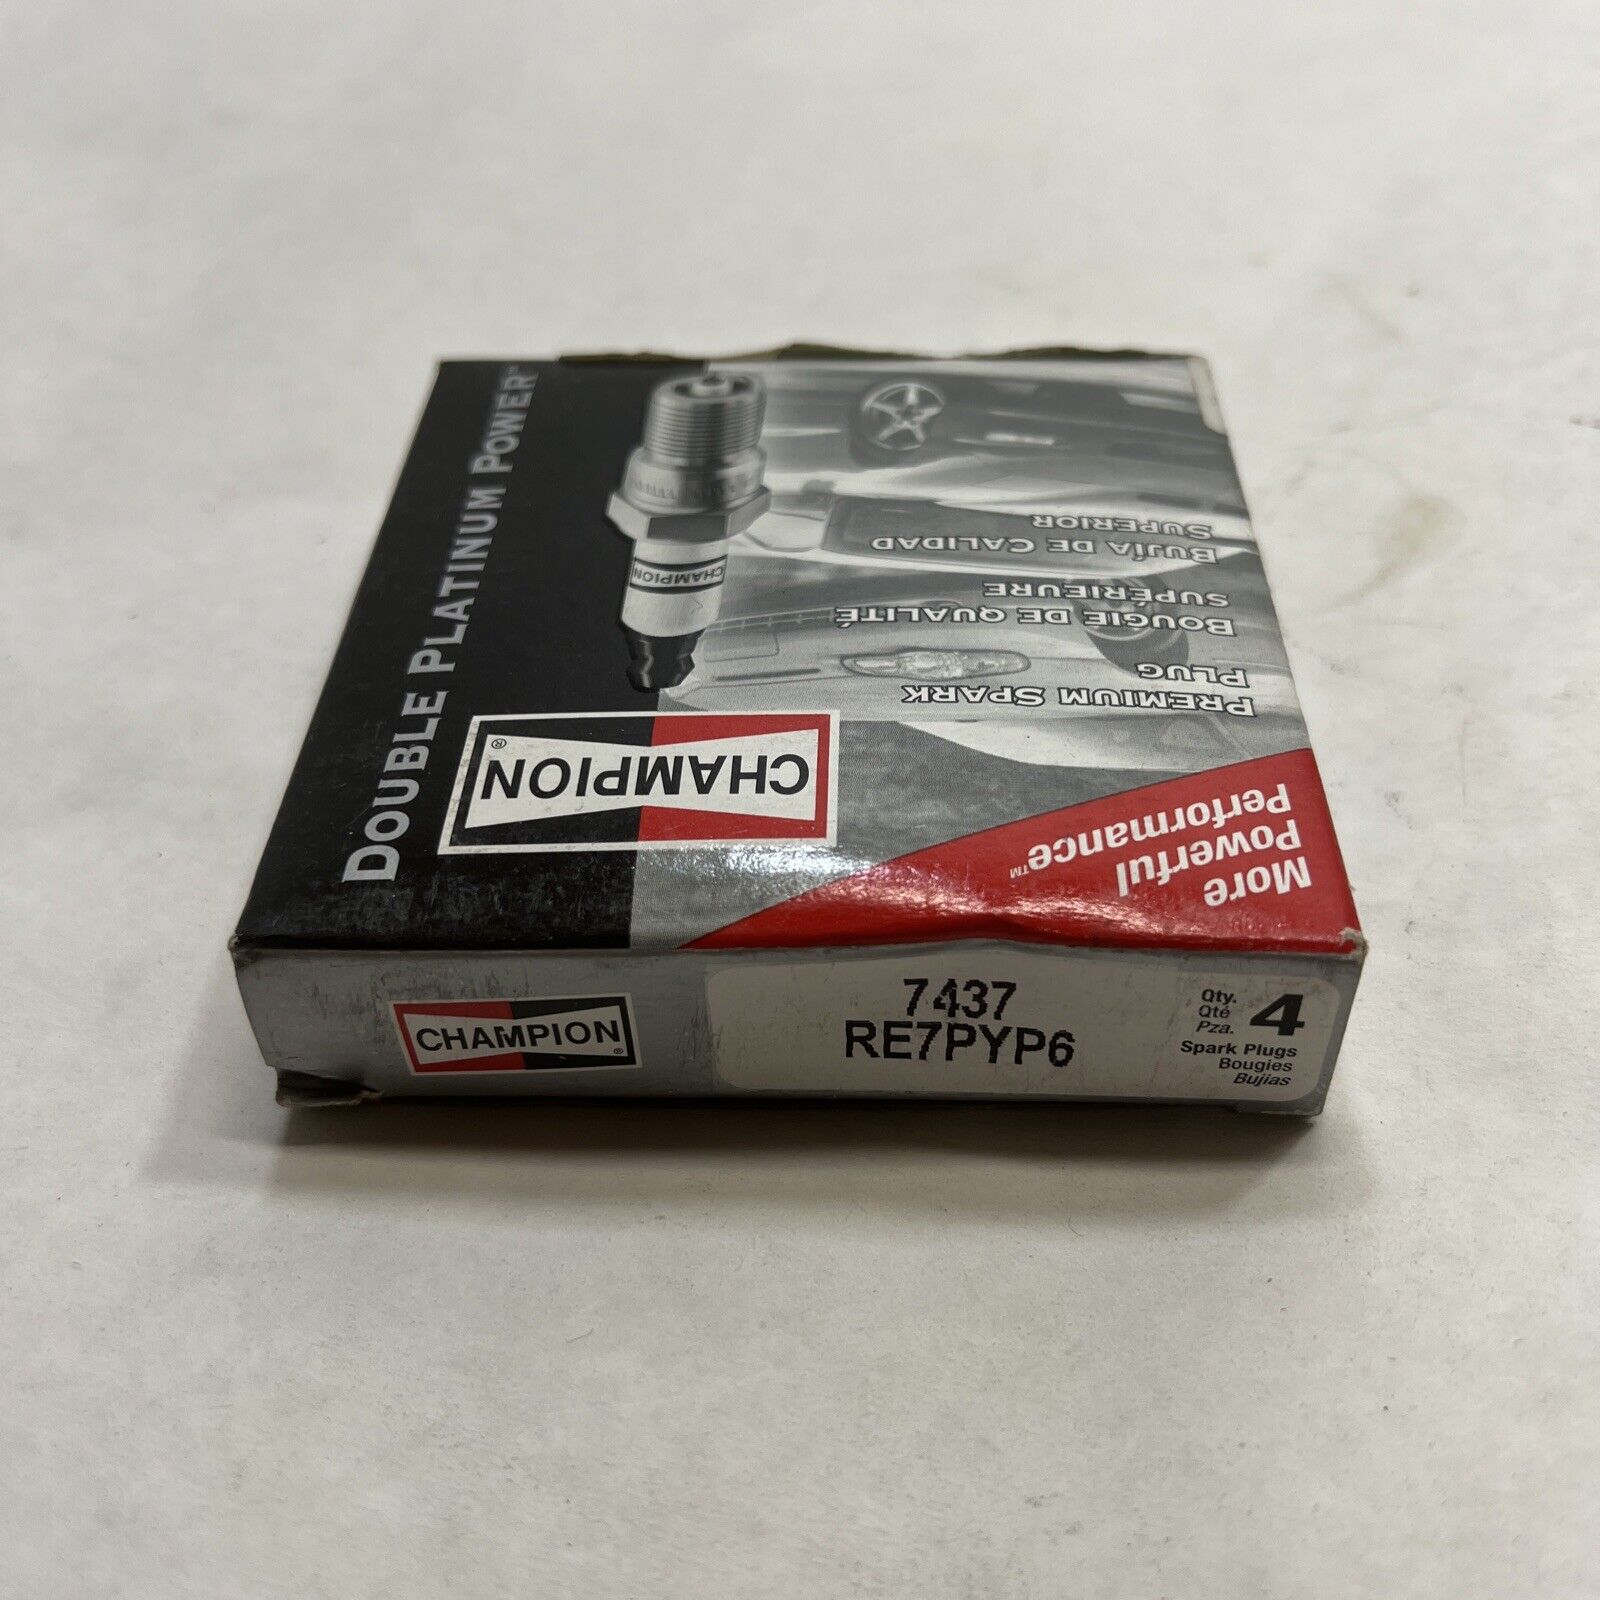 DOUBLE PLATINUM POWER™
CHAMPION
CHAMPION®
More
Powerful
Performance™
PREMIUM SPARK
PLUG
BOUGIE DE QUALITÉ
SUPÉRIEURE
BUJÍA DE CALIDAD
SUPERIOR
CHAMPION®
7437
RE7PYP6
Qty.
Qté
Pza.
4
Spark Plugs
Bougies
Bujias